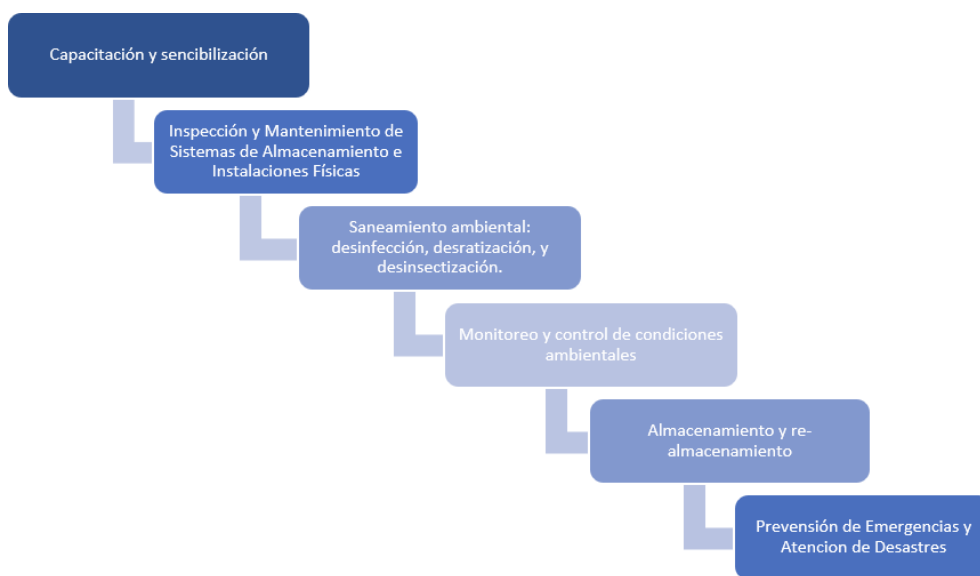 Capacitación y sencibilización
Inspección y Mantenimiento de
Sistemas de Almacenamiento e
Instalaciones Físicas
Saneamiento ambiental:
desinfección, desratización, y
desinsectización.
Monitoreo y control de condiciones
ambientales
Almacenamiento y re-
almacenamiento
Prevensión de Emergencias y
Atencion de Desastres